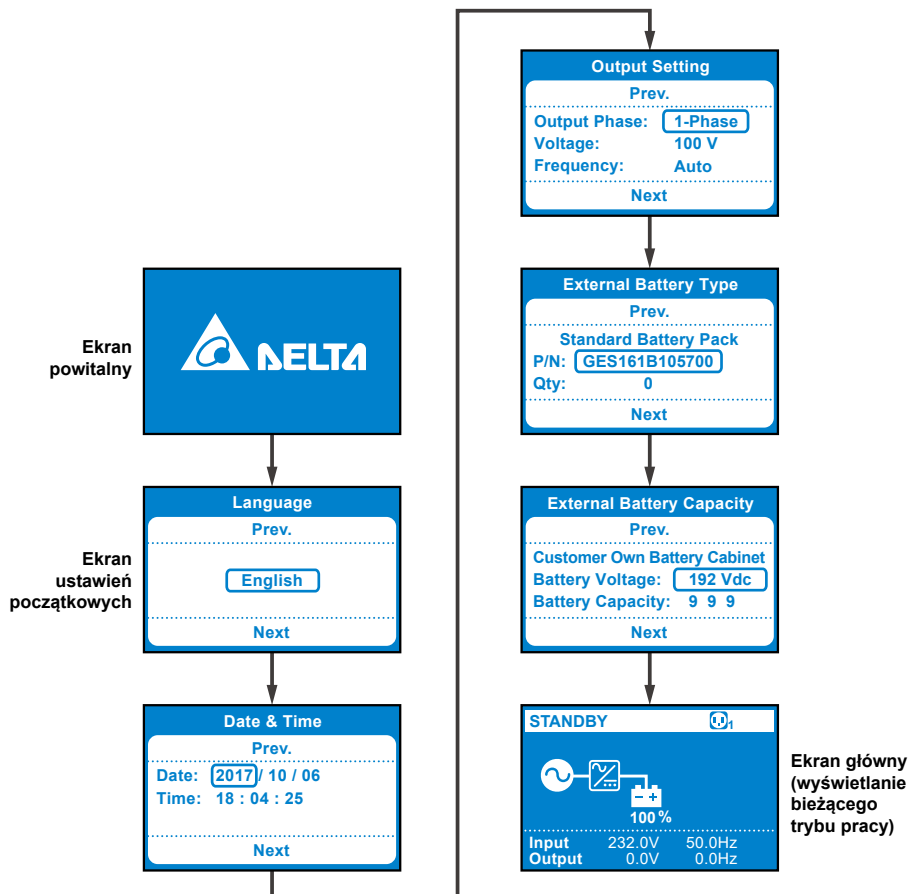 Ekran
powitalny
DELTA
Ekran
ustawień
początkowych
Language
Prev.
English
Next
Date & Time
Prev.
Date: 2017 / 10 / 06
Time: 18 : 04 : 25
Next
Output Setting
Prev.
Output Phase: 1-Phase
Voltage: 100 V
Frequency: Auto
Next
External Battery Type
Prev.
Standard Battery Pack
P/N: GES161B105700
Qty: 0
Next
External Battery Capacity
Prev.
Customer Own Battery Cabinet
Battery Voltage: 192 Vdc
Battery Capacity: 9 9 9
Next
STANDBY 1
100 %
Input 232.0V 50.0Hz
Output 0.0V 0.0Hz
Ekran główny
(wyświetlanie
bieżącego
trybu pracy)